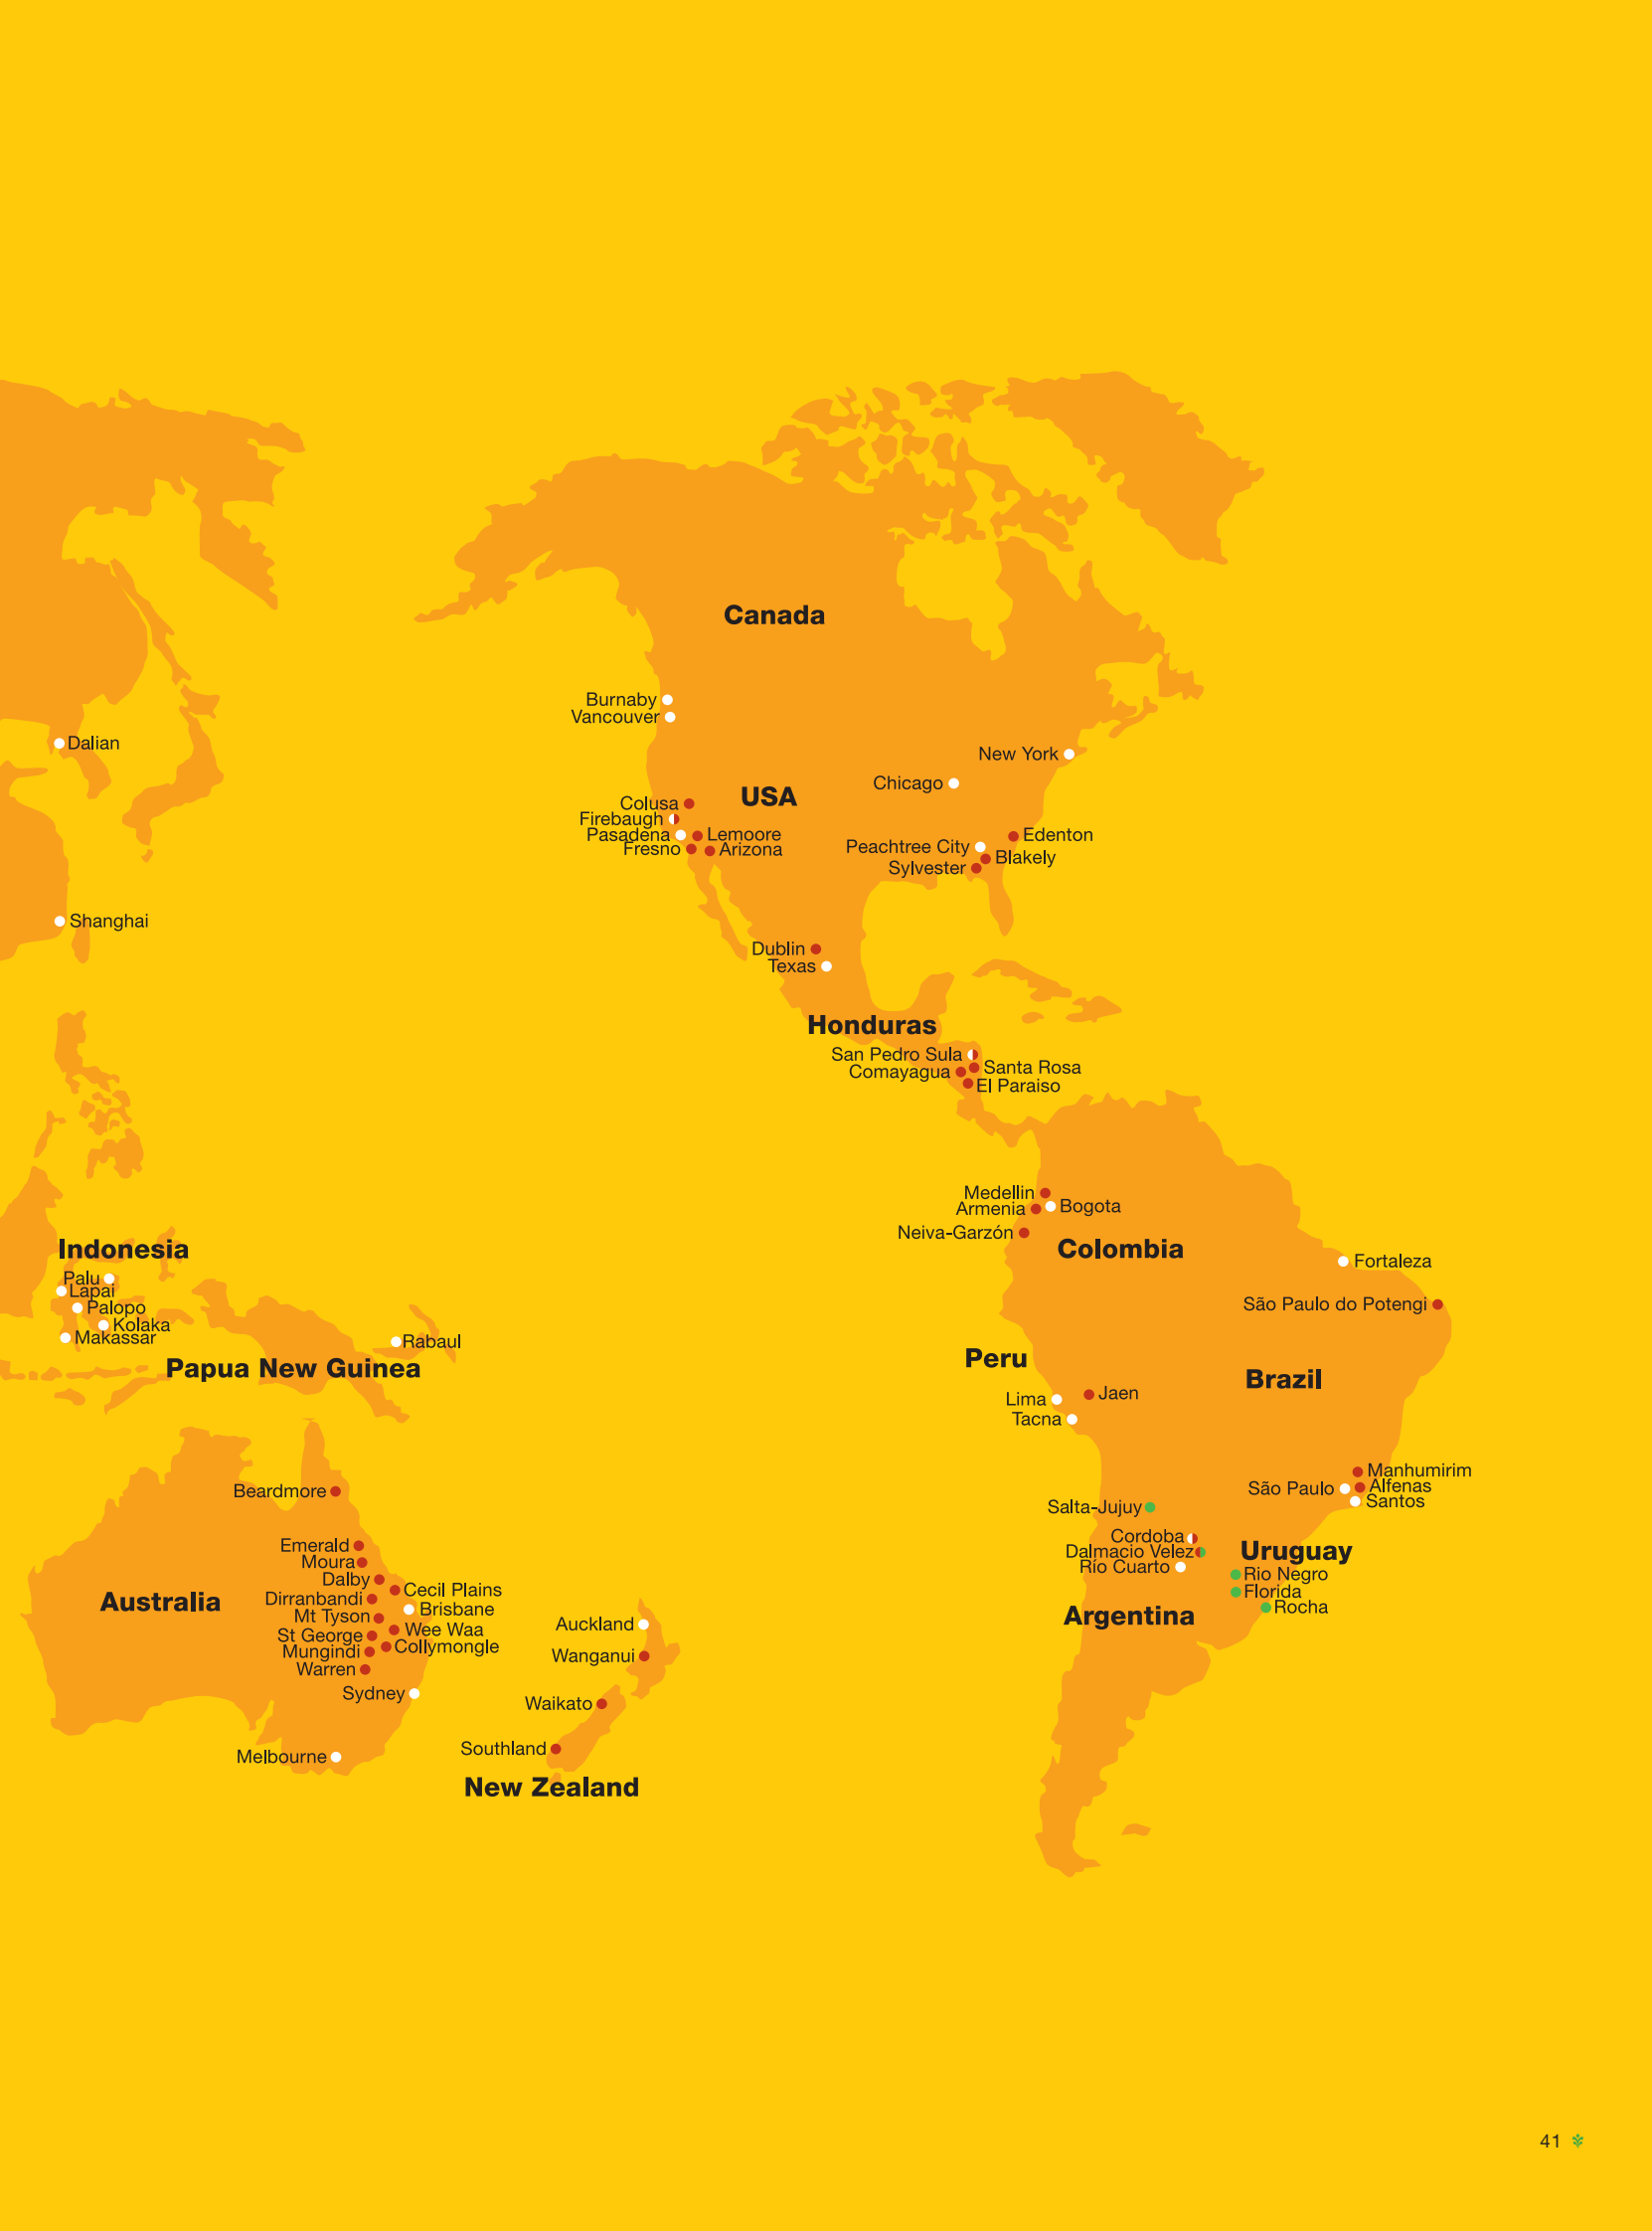 Canada
Burnaby
Vancouver
Dalian
New York
Chicago
USA
Colusa
Firebaugh
Pasadena
Lemoore
Fresno
Arizona
Edenton
Peachtree City
Blakely
Sylvester
Shanghai
Dublin
Texas
Honduras
San Pedro Sula
Santa Rosa
Comayagua
El Paraiso
Medellin
Armenia
Bogota
Neiva-Garzón
Colombia
Indonesia
Palu
Lapai
Palopo
Kolaka
Makassar
Rabaul
Papua New Guinea
Fortaleza
São Paulo do Potengi
Peru
Brazil
Lima
Jaen
Tacna
Manhumirim
Alfenas
São Paulo
Santos
Salta-Jujuy
Cordoba
Dalmacio Velez
Río Cuarto
Uruguay
Rio Negro
Florida
Rocha
Argentina
Beardmore
Emerald
Moura
Dalby
Cecil Plains
Dirranbandi
Brisbane
Mt Tyson
Wee Waa
St George
Collymongle
Mungindi
Warren
Australia
Sydney
Melbourne
Auckland
Wanganui
Waikato
Southland
New Zealand
41